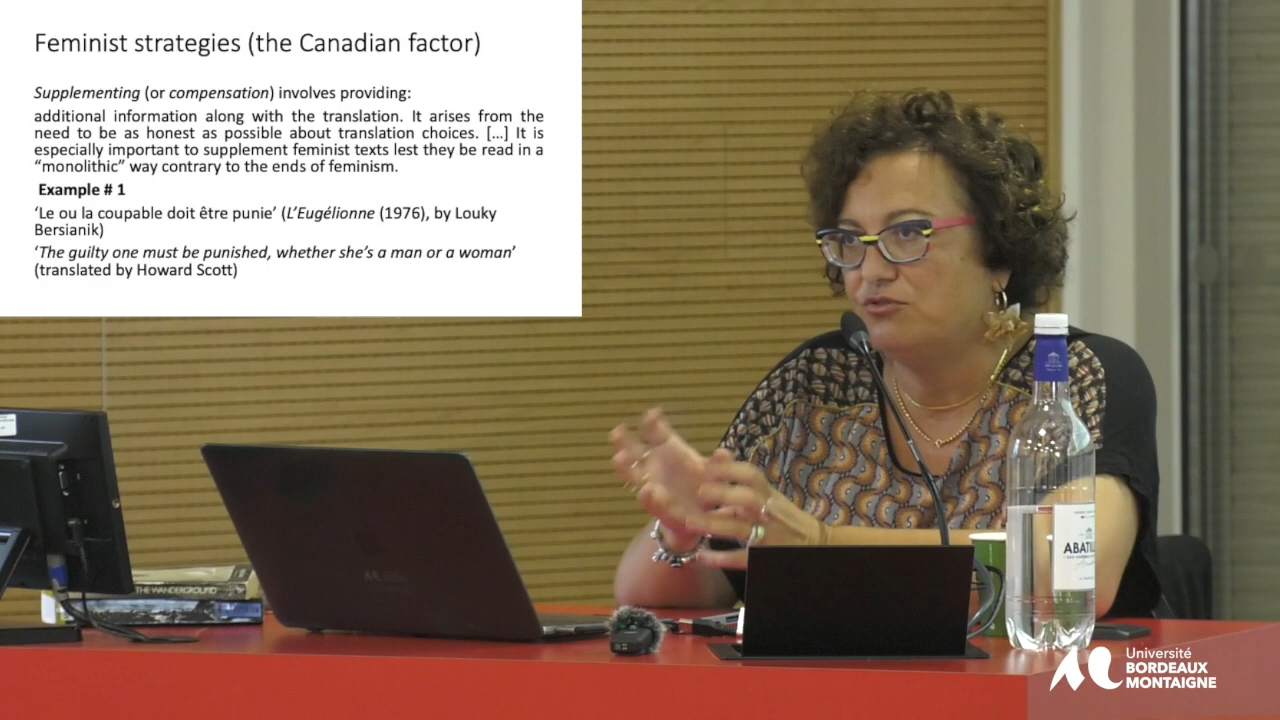 Feminist strategies (the Canadian factor)
Supplementing (or compensation) involves providing:
additional information along with the translation. It arises from the
need to be as honest as possible about translation choices. […] It is
especially important to supplement feminist texts lest they be read in a
“monolithic” way contrary to the ends of feminism.
Example # 1
‘Le ou la coupable doit être punie’ (L’Eugélionne (1976), by Louky
Bersianik)
‘The guilty one must be punished, whether she’s a man or a woman’
(translated by Howard Scott)
THE WANDERGROUND
Université
BORDEAUX
MONTAIGNE